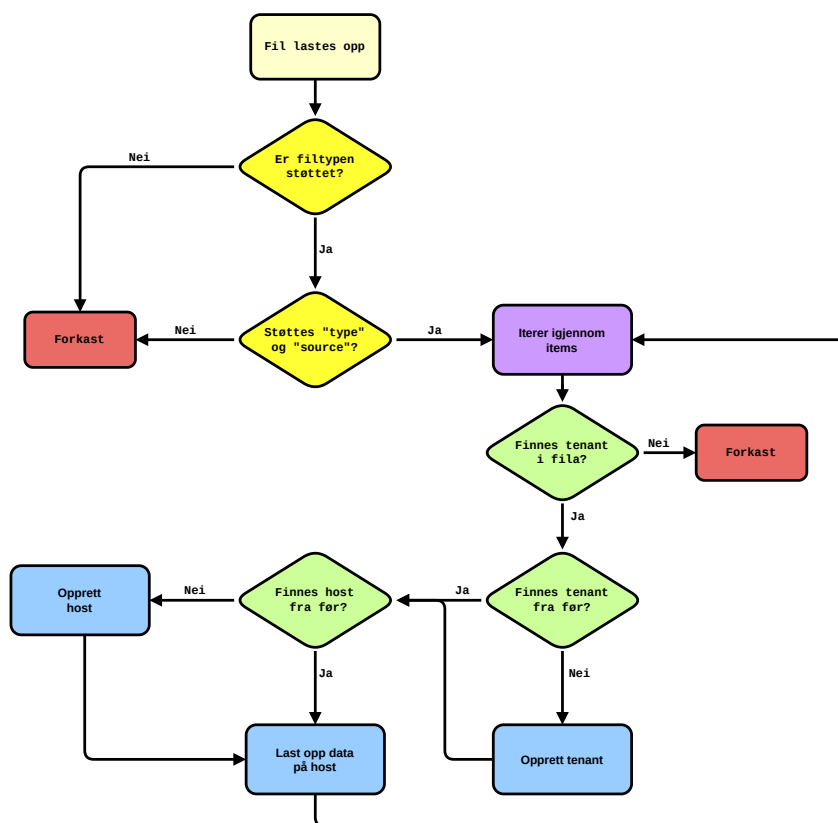 Fil lastes opp
Nei
Er filtypen
støttet?
Ja
Forkast
Nei
Støttes "type"
og "source"?
Ja
Iterer igjennom
items
Finnes tenant
i fila?
Nei
Forkast
Ja
Opprett
host
Nei
Finnes host
fra før?
Ja
Finnes tenant
fra før?
Ja
Nei
Last opp data
på host
Opprett tenant